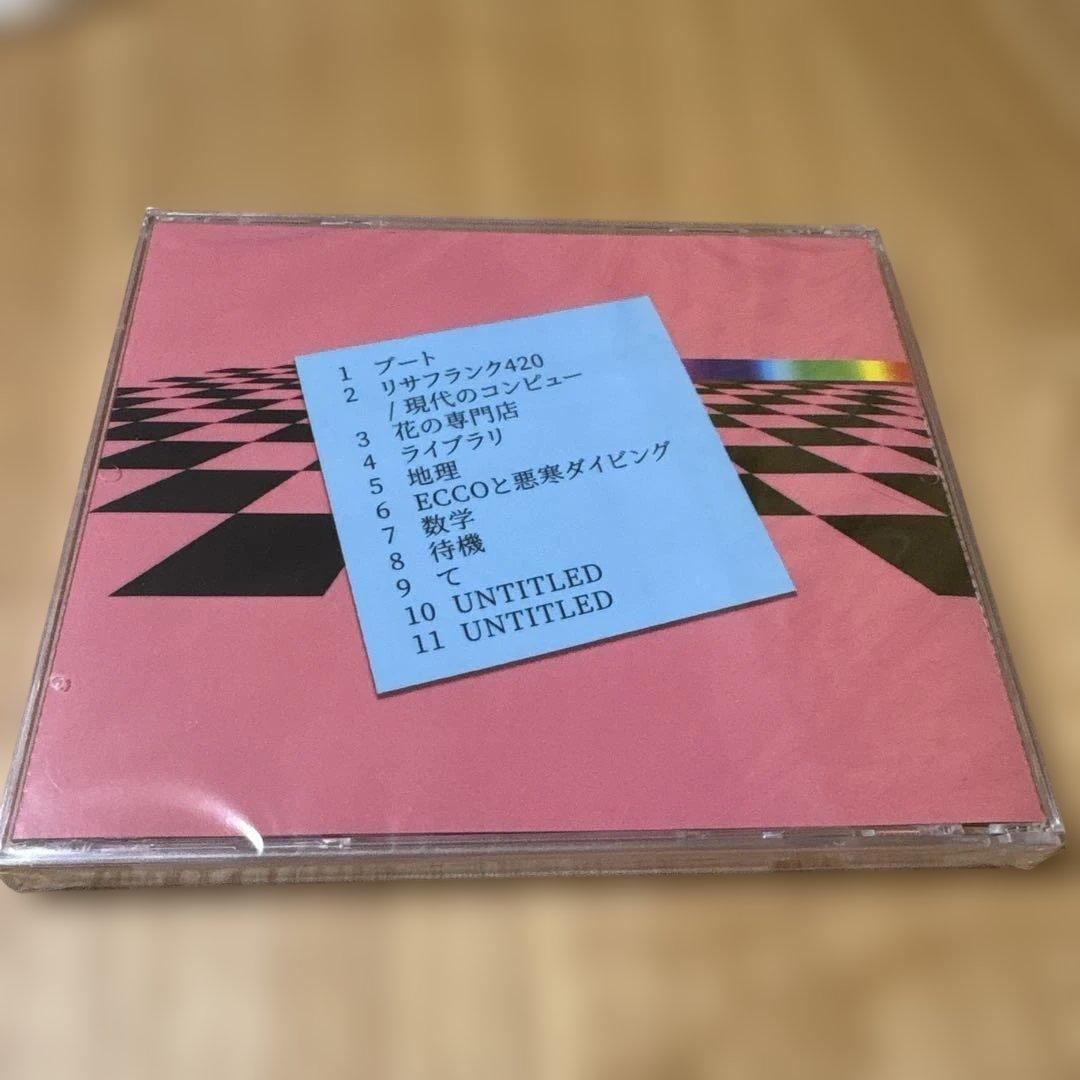 1 ブート
2 リサフランク420
/ 現代のコンピュー
3 花の専門店
4 ライブラリ
5 地理
6 ECCOと悪寒ダイビング
7 数学
8 待機
9 て
10 UNTITLED
11 UNTITLED